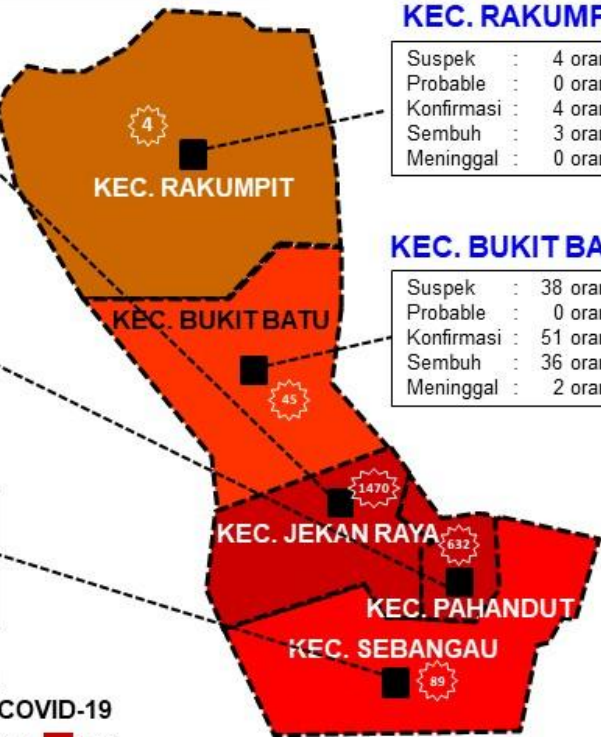 KEC. RAKUMP
Suspek : 4 oran
Probable : 0 oran
Konfirmasi : 4 oran
Sembuh : 3 oran
Meninggal : 0 oran
4
KEC. RAKUMPIT
KEC. BUKIT BA
Suspek : 38 oran
Probable : 0 oran
Konfirmasi : 51 oran
Sembuh : 36 oran
Meninggal : 2 oran
KEC. BUKIT BATU
45
1470
KEC. JEKAN RAYA
632
KEC. PAHANDUT
KEC. SEBANGAU
89
COVID-19